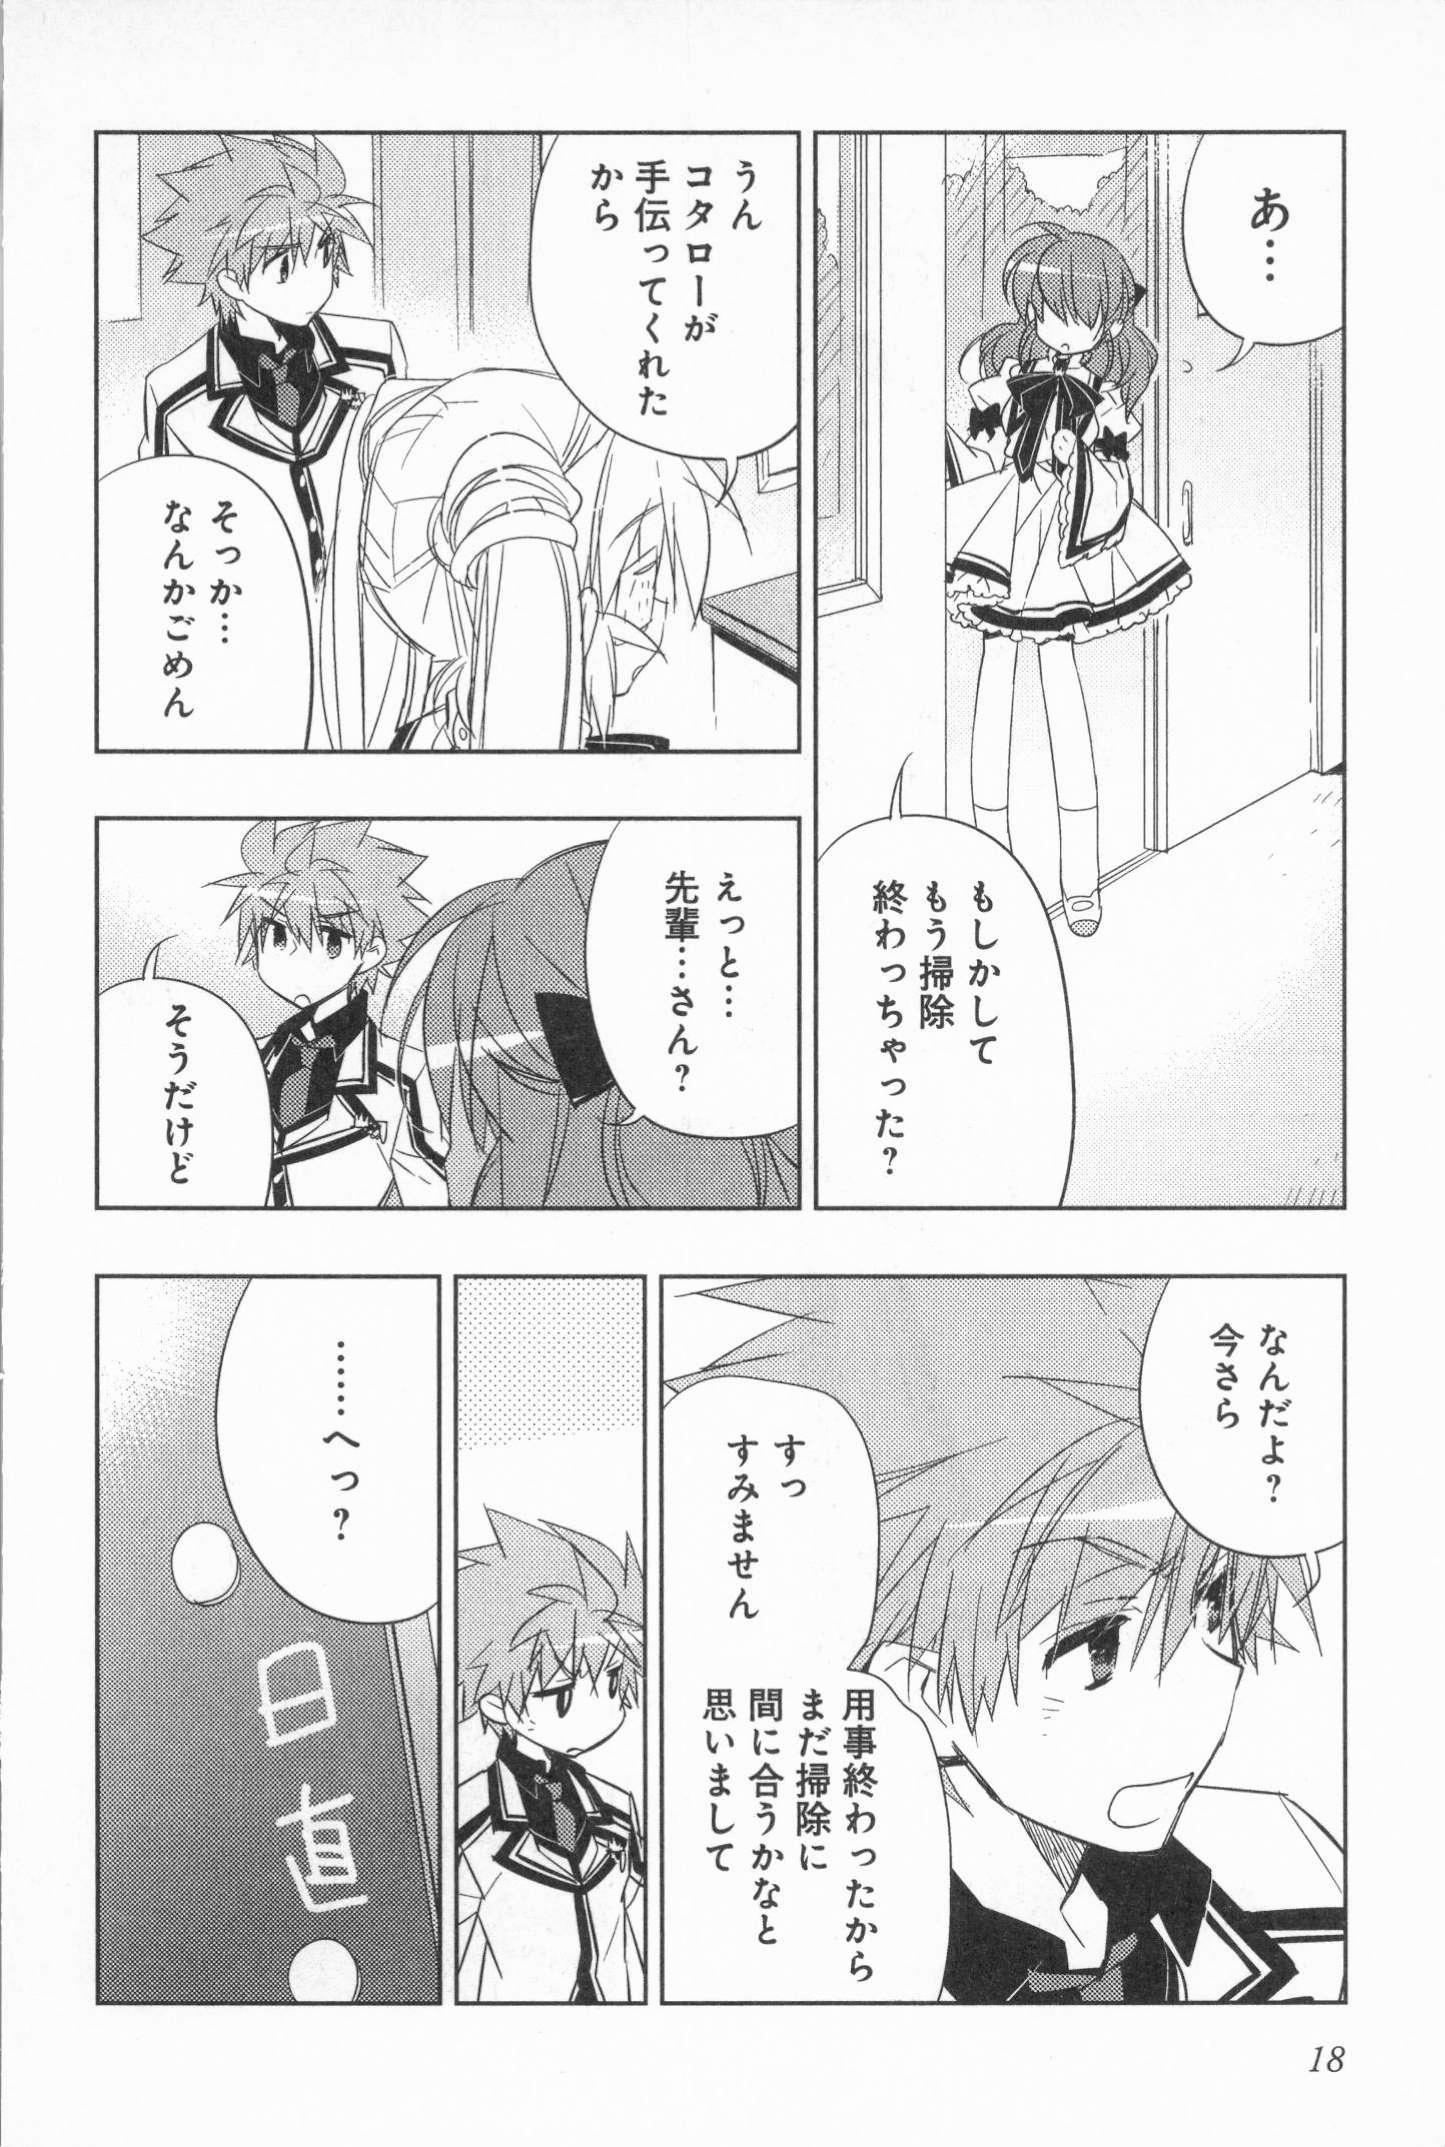 あ…
もしかして
もう掃除
終わっちゃった?
うん
コタローが
手伝ってくれた
から
そっか…
なんかごめん
えっと…
先輩…さん?
そうだけど
なんだよ?
今さら
すっ
すみません
用事終わったから
まだ掃除に
間に合うかなと
思いまして
……へっ?
日直
18